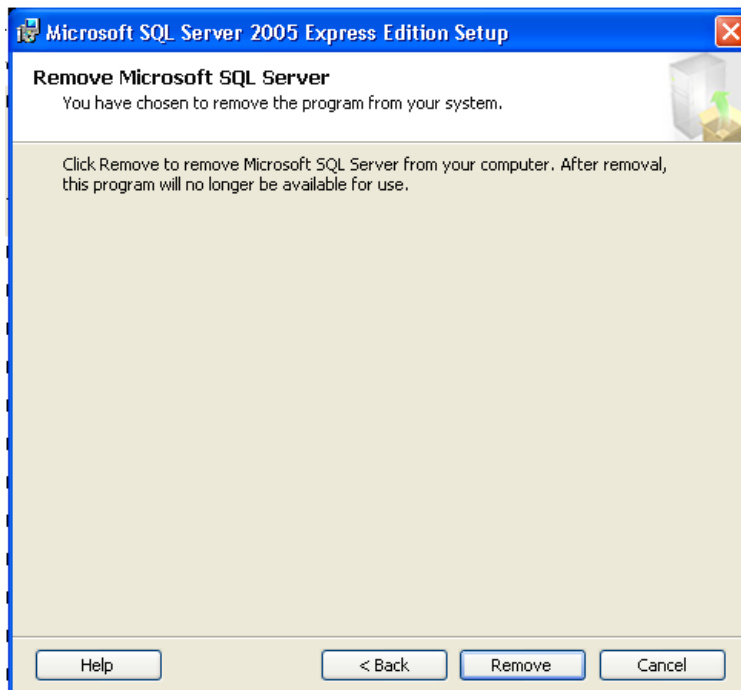 Microsoft SQL Server 2005 Express Edition Setup
Remove Microsoft SQL Server
You have chosen to remove the program from your system.
Click Remove to remove Microsoft SQL Server from your computer. After removal,
this program will no longer be available for use.
Help < Back Remove Cancel